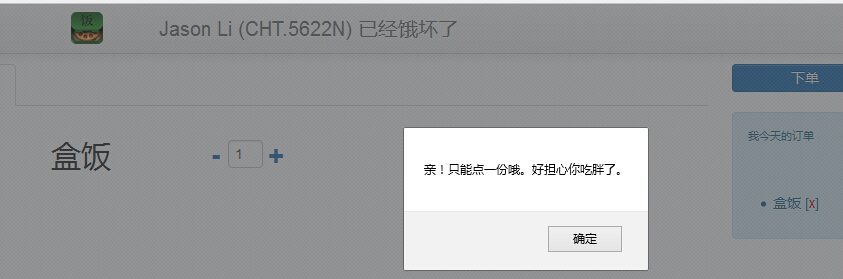 饭
Jason Li (CHT.5622N) 已经饿坏了
下单
盒饭
- 1 +
亲！只能点一份哦。好担心你吃胖了。
确定
我今天的订单
盒饭 [x]